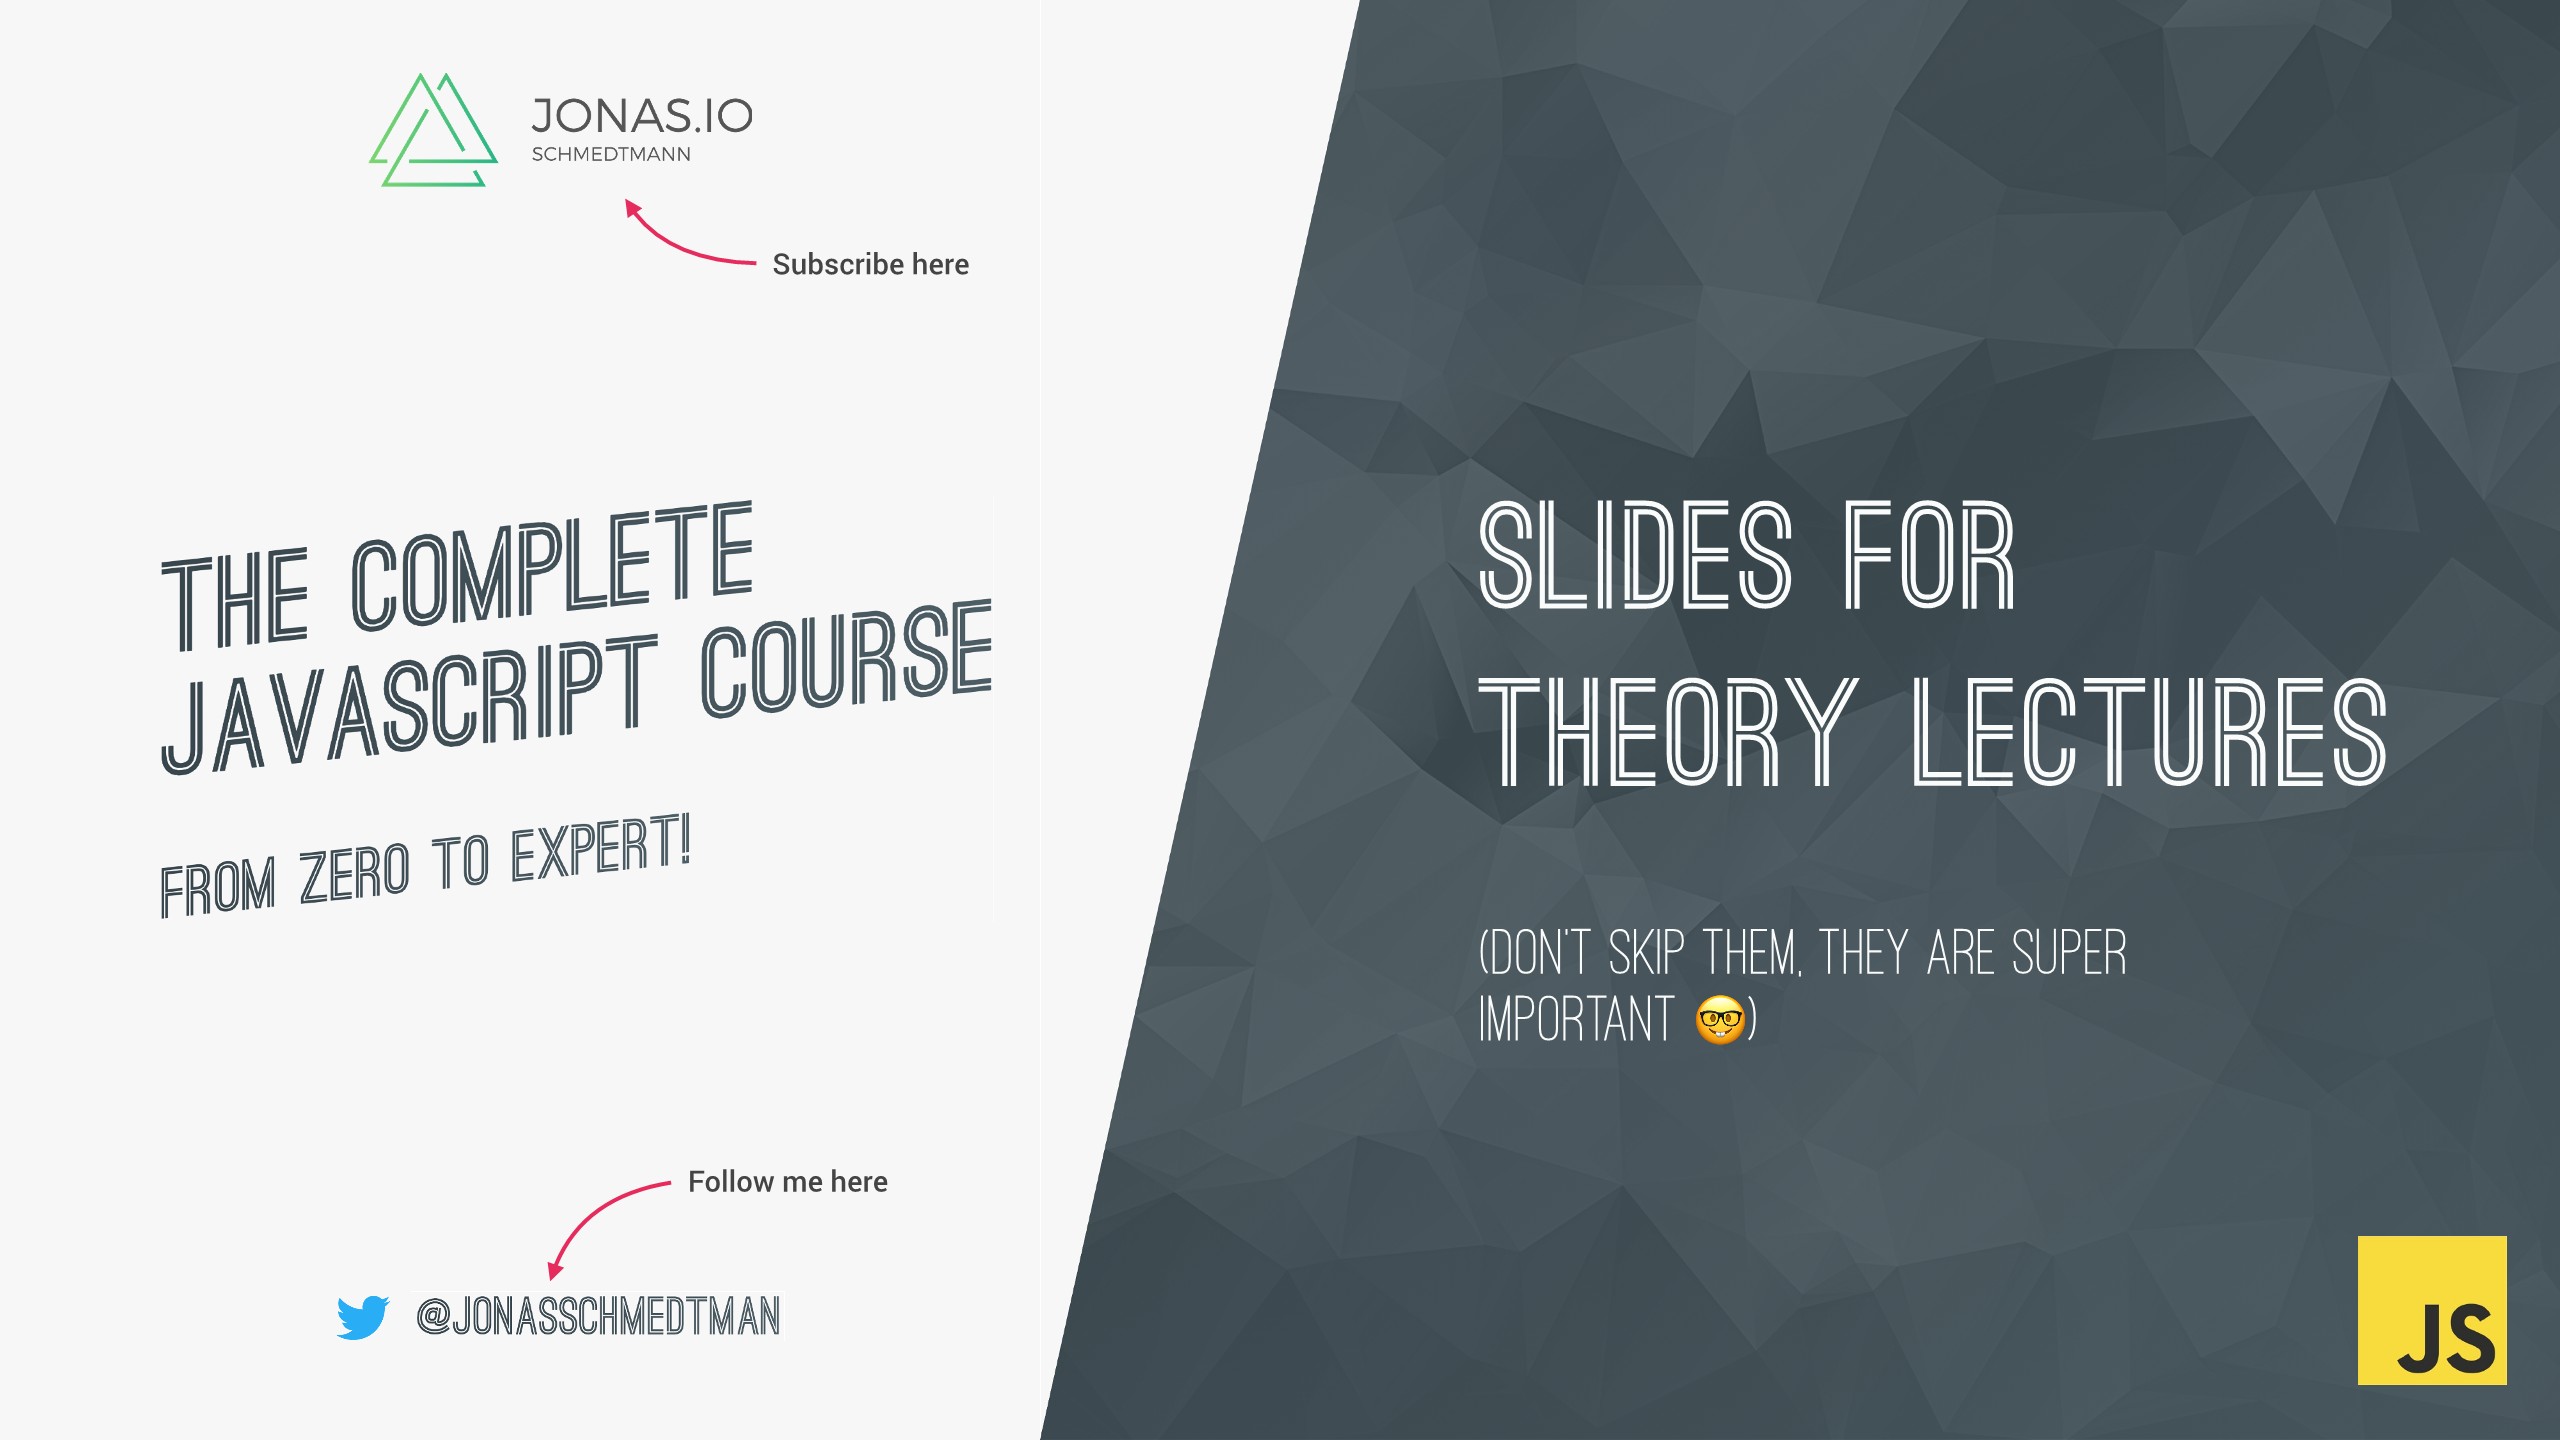 JONAS.IO
SCHMEDTMANN
Subscribe here
THE COMPLETE
JAVASCRIPT COURSE
FROM ZERO TO EXPERT!
Follow me here
@JONASSCHMEDTMAN
SLIDES FOR
THEORY LECTURES
(DON'T SKIP THEM, THEY ARE SUPER
IMPORTANT 🤓)
JS